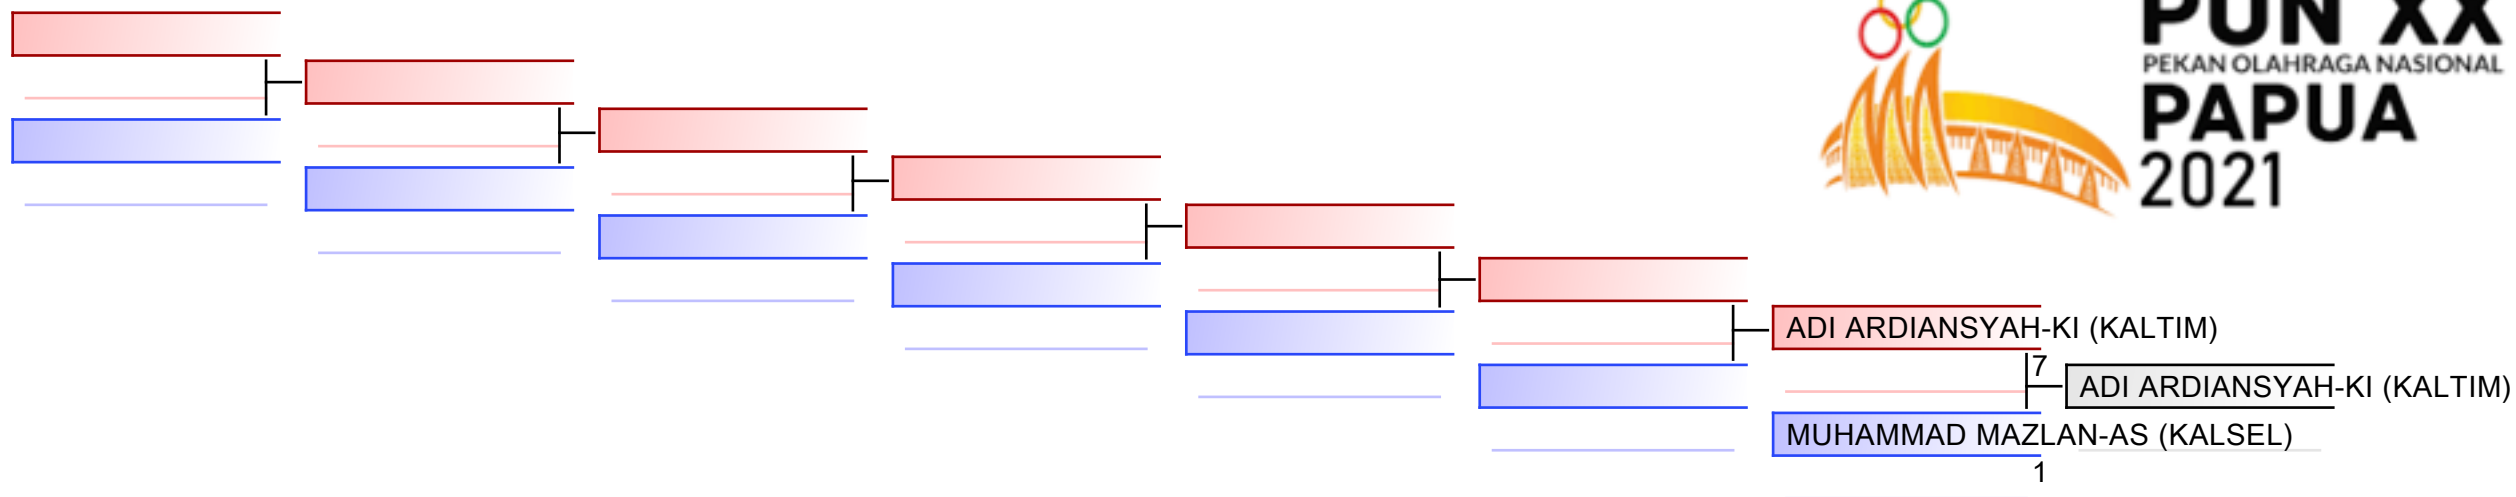 PON XX
PEKAN OLAHRAGA NASIONAL
PAPUA
2021
ADI ARDIANSYAH-KI (KALTIM)
7
ADI ARDIANSYAH-KI (KALTIM)
MUHAMMAD MAZLAN-AS (KALSEL)
1